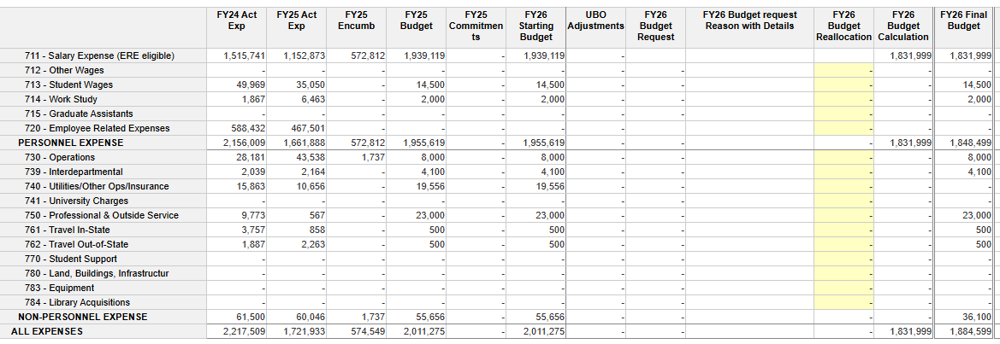 FY24 Act Exp FY25 Act Exp FY25 Encumb FY25 Budget FY25 Commitments FY26 Starting Budget UBO Adjustments FY26 Budget Request FY26 Budget request Reason with Details FY26 Budget Reallocation FY26 Budget Calculation FY26 Final Budget
711 - Salary Expense (ERE eligible) 1,515,741 1,152,873 572,812 1,939,119 - 1,939,119 - - - 1,831,999 1,831,999
712 - Other Wages - - - - - - - - - - -
713 - Student Wages 49,969 35,050 - 14,500 - 14,500 - - - - 14,500
714 - Work Study 1,867 6,463 - 2,000 - 2,000 - - - - 2,000
715 - Graduate Assistants - - - - - - - - - - -
720 - Employee Related Expenses 588,432 467,501 - - - - - - - - -
PERSONNEL EXPENSE 2,156,009 1,661,888 572,812 1,955,619 - 1,955,619 - - - 1,831,999 1,848,499
730 - Operations 28,181 43,538 1,737 8,000 - 8,000 - - - - 8,000
739 - Interdepartmental 2,039 2,164 - 4,100 - 4,100 - - - - 4,100
740 - Utilities/Other Ops/Insurance 15,863 10,656 - 19,556 - 19,556 - - - -
741 - University Charges - - - - - - - - - - -
750 - Professional & Outside Service 9,773 567 - 23,000 - 23,000 - - - - 23,000
761 - Travel In-State 3,757 858 - 500 - 500 - - - - 500
762 - Travel Out-of-State 1,887 2,263 - 500 - 500 - - - - 500
770 - Student Support - - - - - - - - - - -
780 - Land, Buildings, Infrastructur - - - - - - - - - - -
783 - Equipment - - - - - - - - - - -
784 - Library Acquisitions - - - - - - - - - - -
NON-PERSONNEL EXPENSE 61,500 60,046 1,737 55,656 - 55,656 - - - - 36,100
ALL EXPENSES 2,217,509 1,721,933 574,549 2,011,275 - 2,011,275 - - - 1,831,999 1,884,599